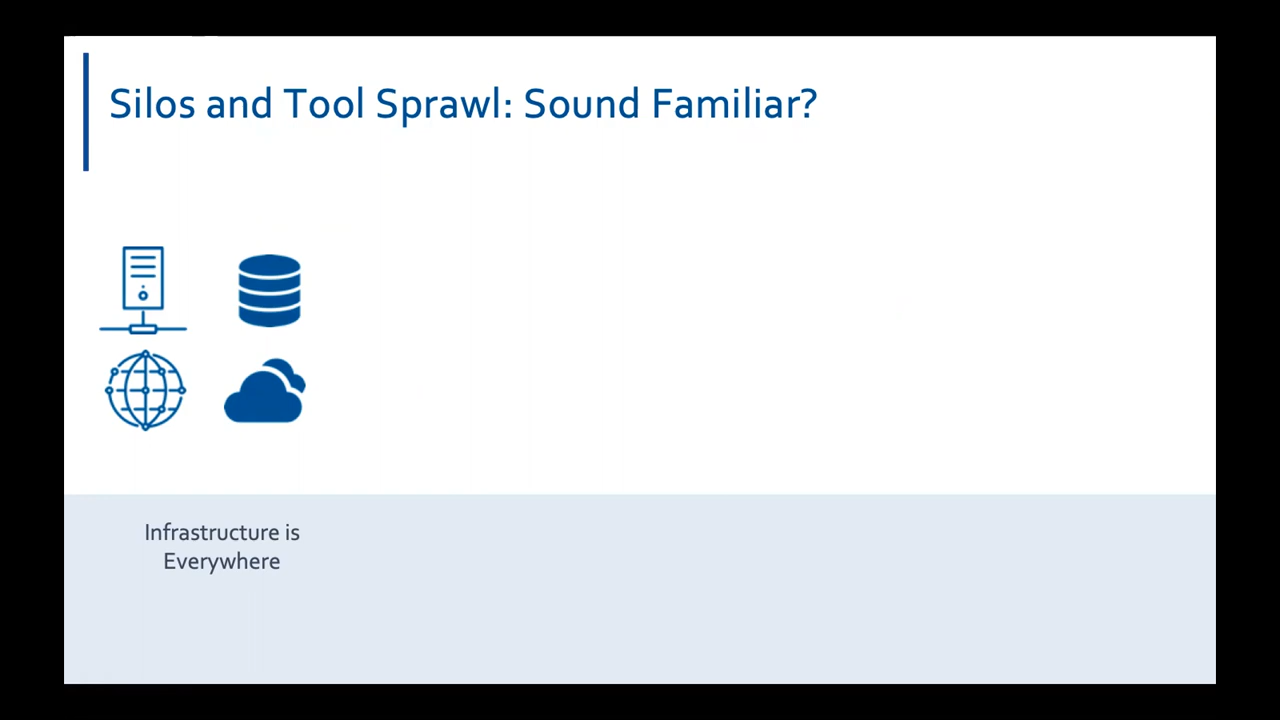 Silos and Tool Sprawl: Sound Familiar?
Infrastructure is
Everywhere